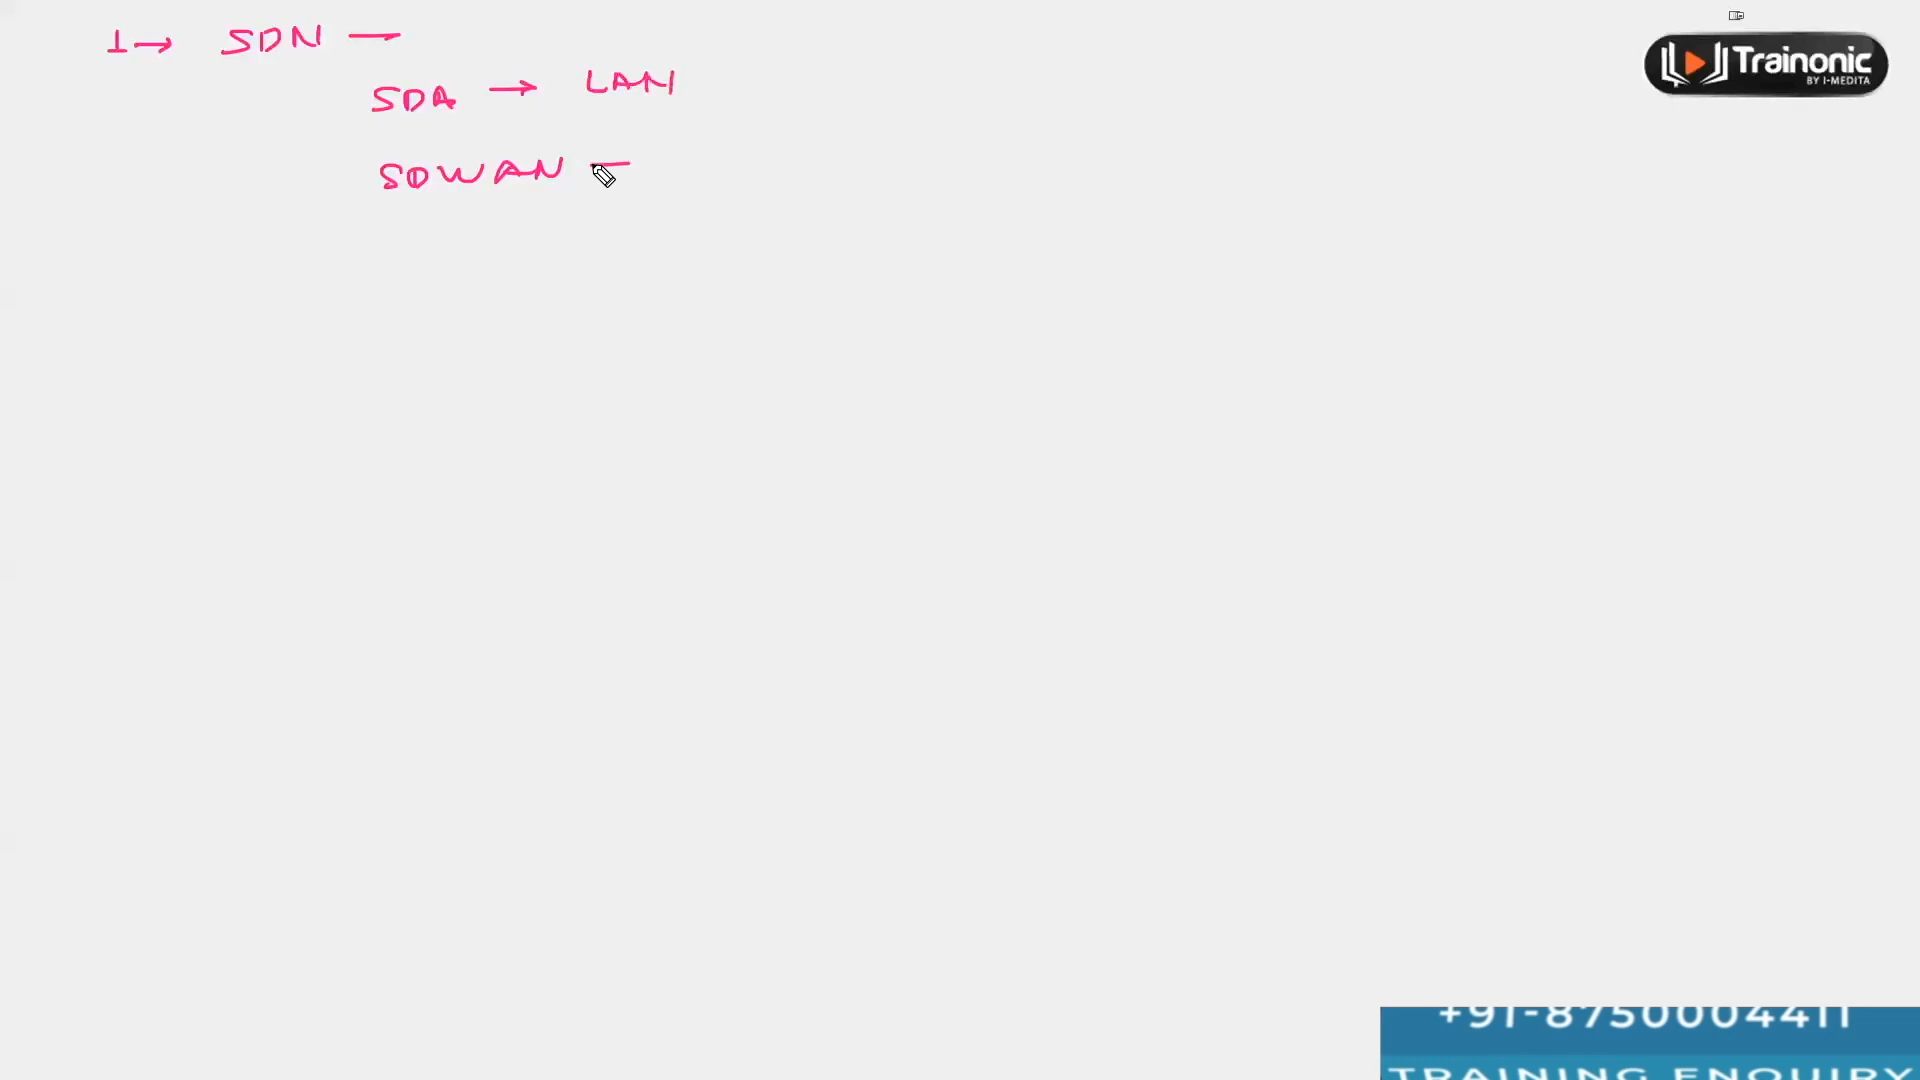 1→ SDN —
SDA → LAN
SDWAN —
Trainonic
BY I-MEDITA
+91-8750004411
TRAINING ENQUIRY